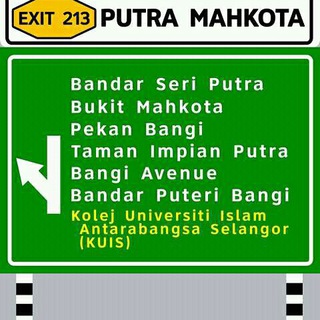 EXIT 213 PUTRA MAHKOTA
Bandar Seri Putra
Bukit Mahkota
Pekan Bangi
Taman Impian Putra
Bangi Avenue
Bandar Puteri Bangi
Kolej Universiti Islam
Antarabangsa Selangor
(KUIS)